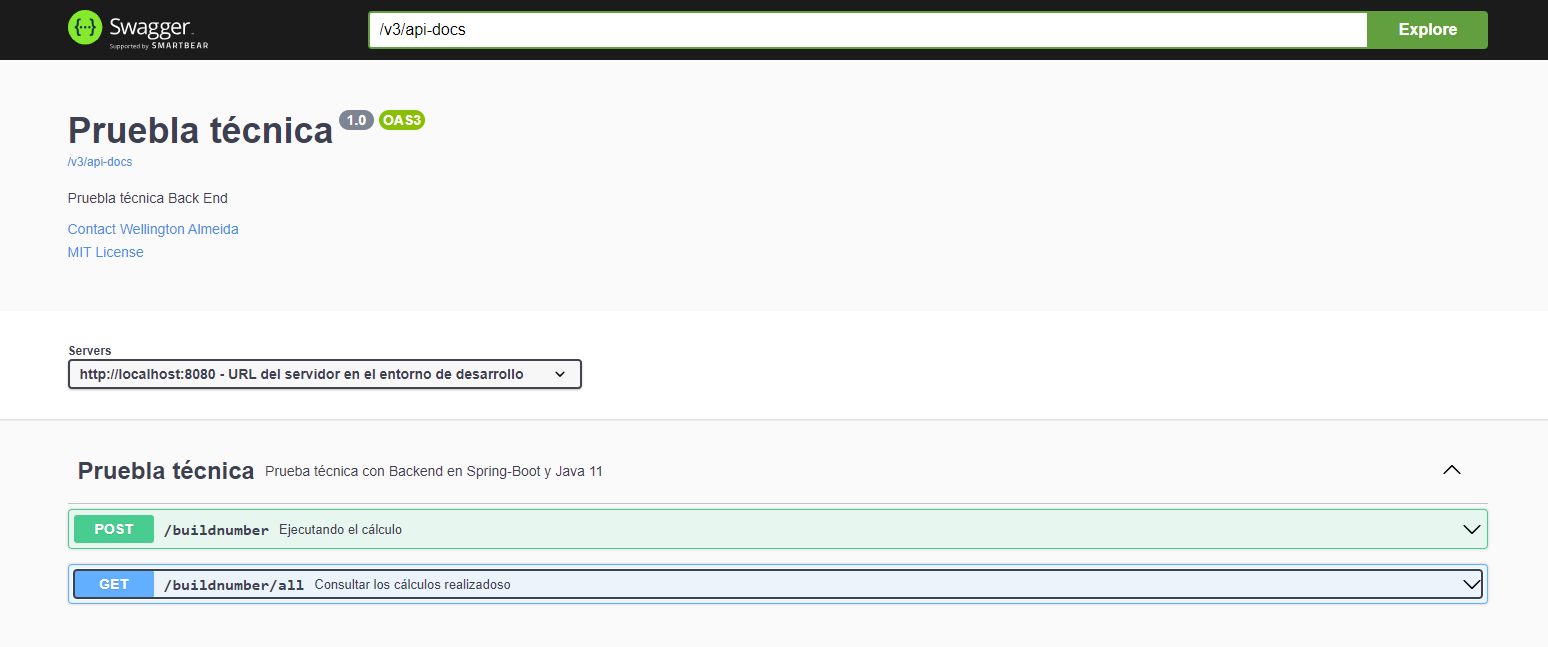 Swagger
Supported by SMARTBEAR
/v3/api-docs
Explore
Pruebla técnica 1.0 OAS3
/v3/api-docs
Pruebla técnica Back End
Contact Wellington Almeida
MIT License
Servers
http://localhost:8080 - URL del servidor en el entorno de desarrollo
Pruebla técnica Prueba técnica con Backend en Spring-Boot y Java 11
POST /buildnumber Ejecutando el cálculo
GET /buildnumber/all Consultar los cálculos realizadoso